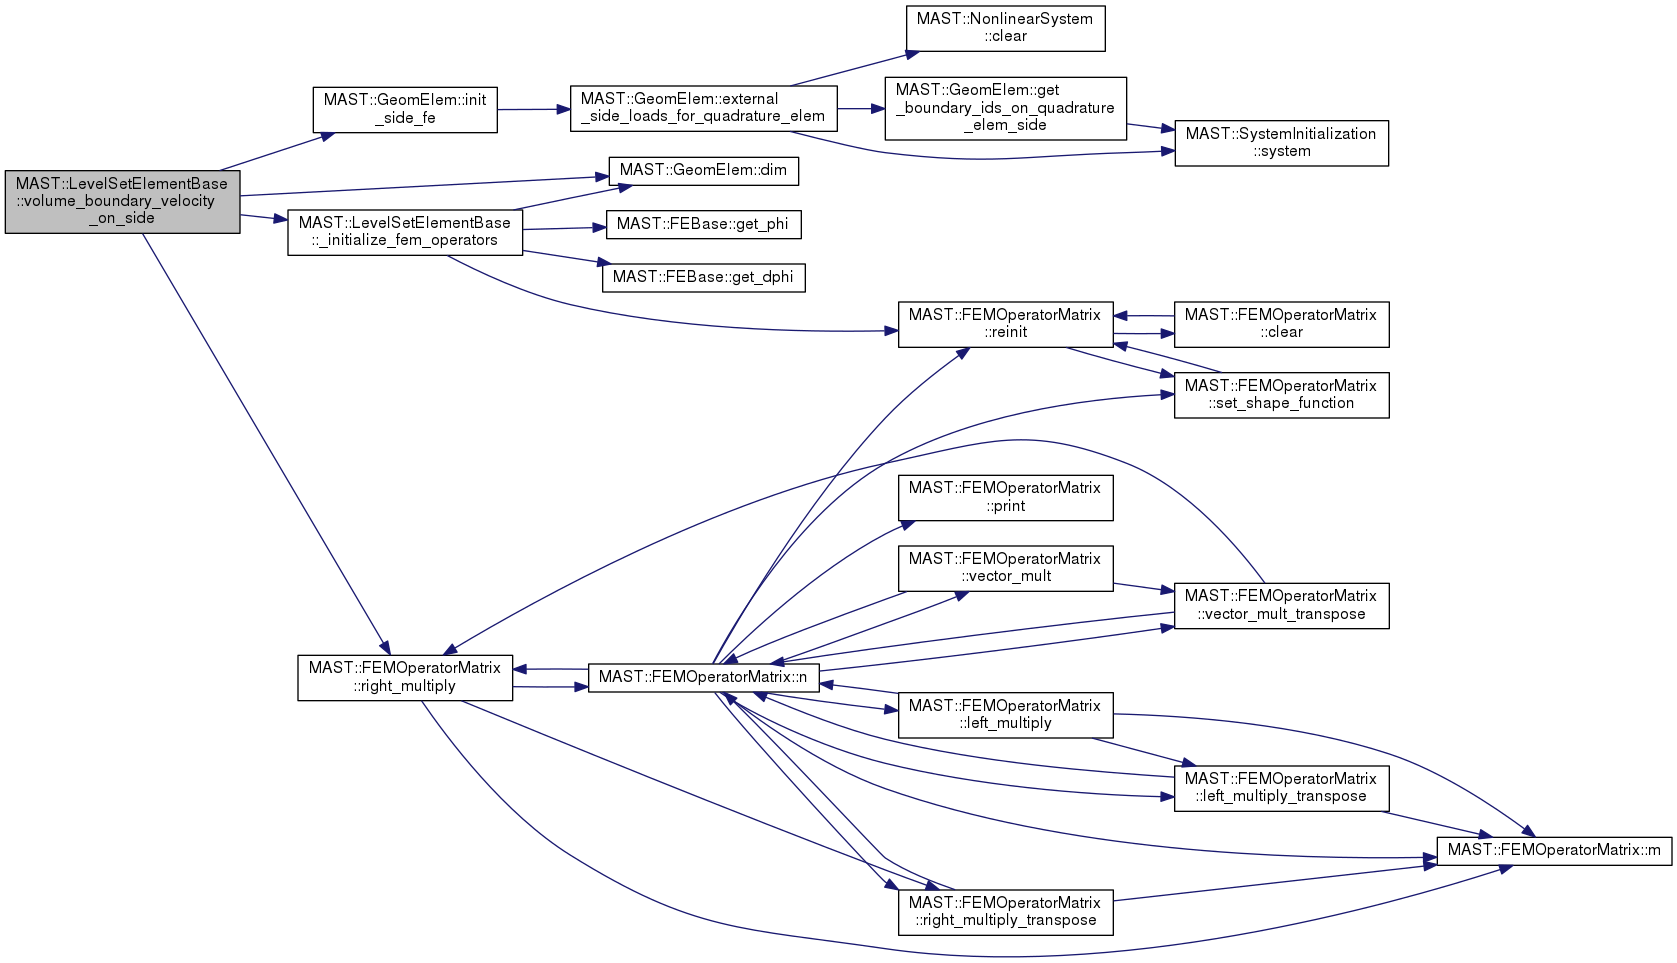 MAST::NonlinearSystem
::clear
MAST::GeomElem::init
_side_fe
MAST::GeomElem::external
_side_loads_for_quadrature_elem
MAST::GeomElem::get
_boundary_ids_on_quadrature
_elem_side
MAST::SystemInitialization
::system
MAST::LevelSetElementBase
::volume_boundary_velocity
_on_side
MAST::GeomElem::dim
MAST::LevelSetElementBase
::_initialize_fem_operators
MAST::FEBase::get_phi
MAST::FEBase::get_dphi
MAST::FEMOperatorMatrix
::reinit
MAST::FEMOperatorMatrix
::clear
MAST::FEMOperatorMatrix
::set_shape_function
MAST::FEMOperatorMatrix
::print
MAST::FEMOperatorMatrix
::vector_mult
MAST::FEMOperatorMatrix
::vector_mult_transpose
MAST::FEMOperatorMatrix
::right_multiply
MAST::FEMOperatorMatrix::n
MAST::FEMOperatorMatrix
::left_multiply
MAST::FEMOperatorMatrix
::left_multiply_transpose
MAST::FEMOperatorMatrix::m
MAST::FEMOperatorMatrix
::right_multiply_transpose